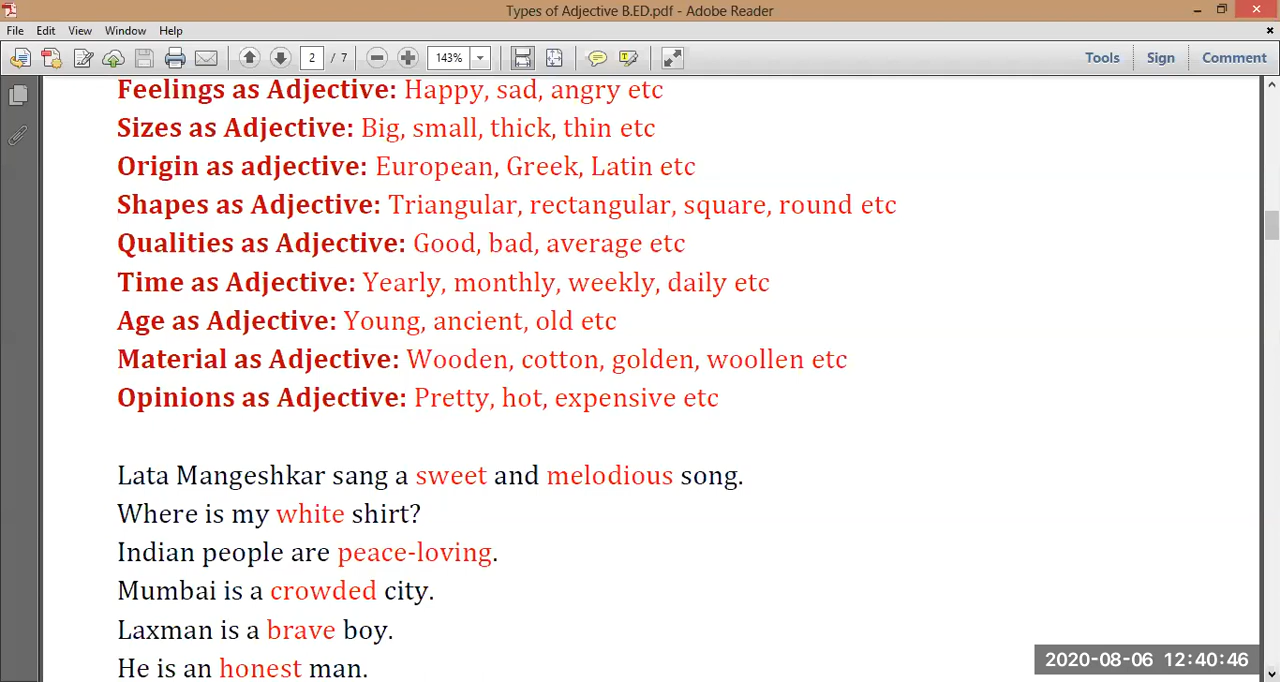 Types of Adjective B.ED.pdf - Adobe Reader
File Edit View Window Help
2 / 7 143% Tools Sign Comment
Feelings as Adjective: Happy, sad, angry etc
Sizes as Adjective: Big, small, thick, thin etc
Origin as adjective: European, Greek, Latin etc
Shapes as Adjective: Triangular, rectangular, square, round etc
Qualities as Adjective: Good, bad, average etc
Time as Adjective: Yearly, monthly, weekly, daily etc
Age as Adjective: Young, ancient, old etc
Material as Adjective: Wooden, cotton, golden, woollen etc
Opinions as Adjective: Pretty, hot, expensive etc
Lata Mangeshkar sang a sweet and melodious song.
Where is my white shirt?
Indian people are peace-loving.
Mumbai is a crowded city.
Laxman is a brave boy.
He is an honest man.
2020-08-06 12:40:46